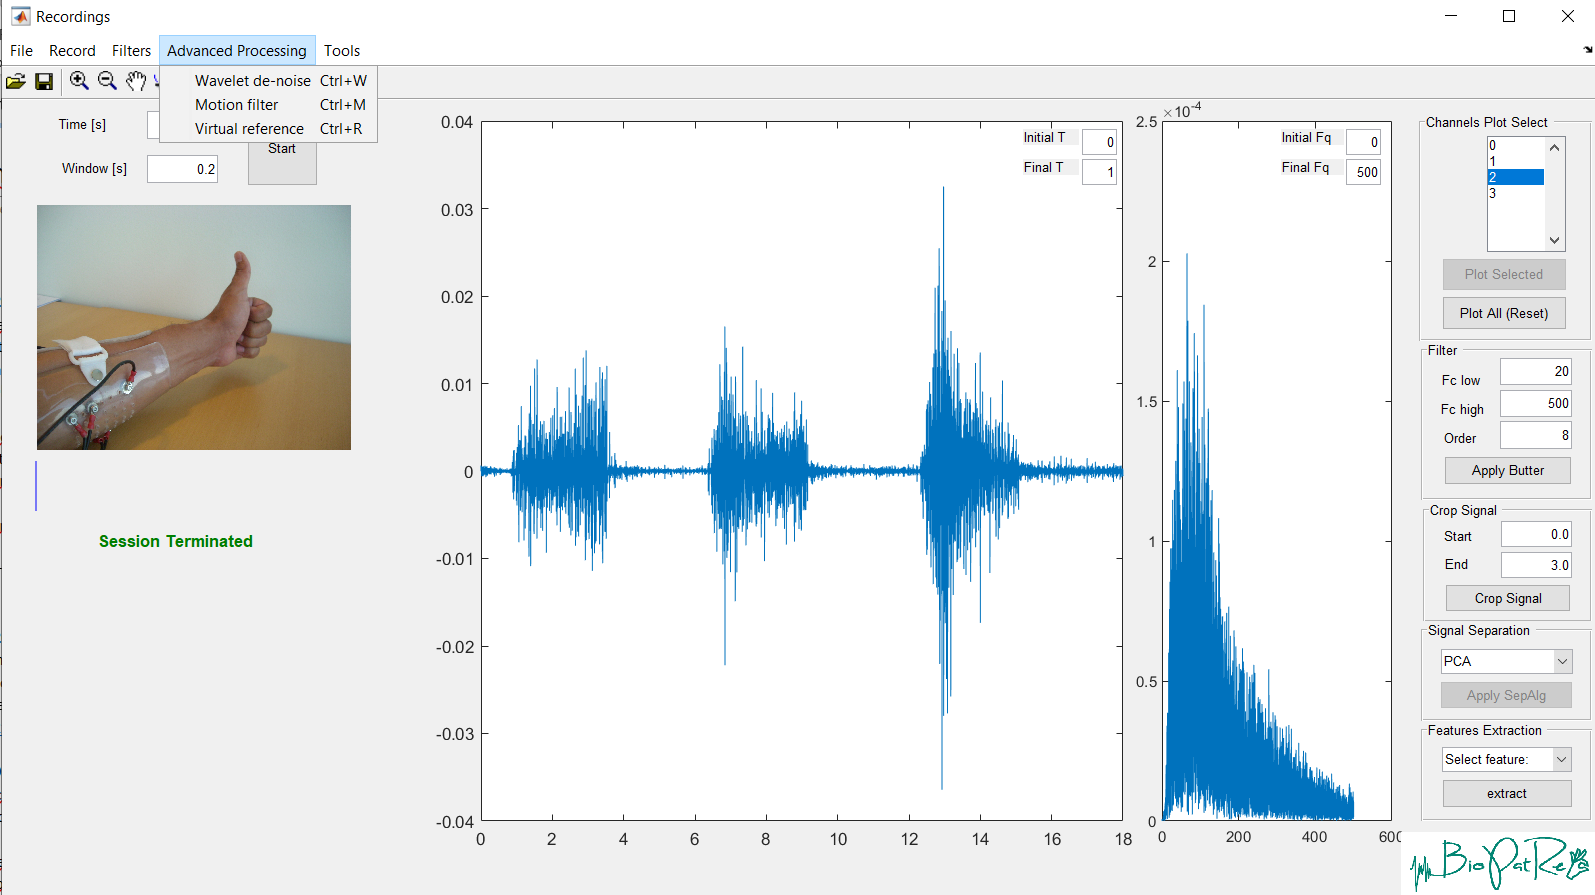 Recordings
File Record Filters Advanced Processing Tools
Wavelet de-noise Ctrl+W
Motion filter Ctrl+M
Virtual reference Ctrl+R
Time [s]
Window [s] 0.2
Start
Session Terminated
0.04
0.03
0.02
0.01
0
-0.01
-0.02
-0.03
-0.04
0 2 4 6 8 10 12 14 16 18
Initial T 0
Final T 1
×10-4
2.5
2
1.5
1
0.5
0
0 200 400 600
Initial Fq 0
Final Fq 500
Channels Plot Select
0
1
2
3
Plot Selected
Plot All (Reset)
Filter
Fc low 20
Fc high 500
Order 8
Apply Butter
Crop Signal
Start 0.0
End 3.0
Crop Signal
Signal Separation
PCA
Apply SepAlg
Features Extraction
Select feature:
extract
BioPatRec